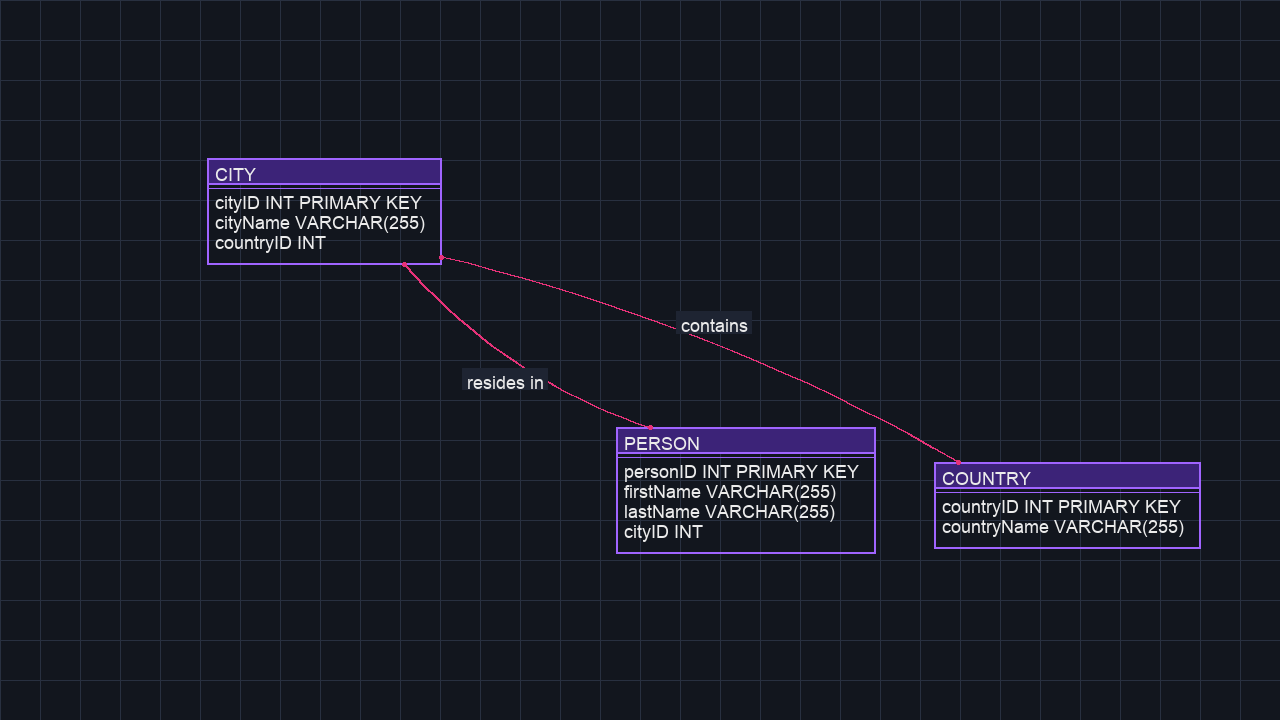 CITY
cityID INT PRIMARY KEY
cityName VARCHAR(255)
countryID INT
contains
resides in
PERSON
personID INT PRIMARY KEY
firstName VARCHAR(255)
lastName VARCHAR(255)
cityID INT
COUNTRY
countryID INT PRIMARY KEY
countryName VARCHAR(255)